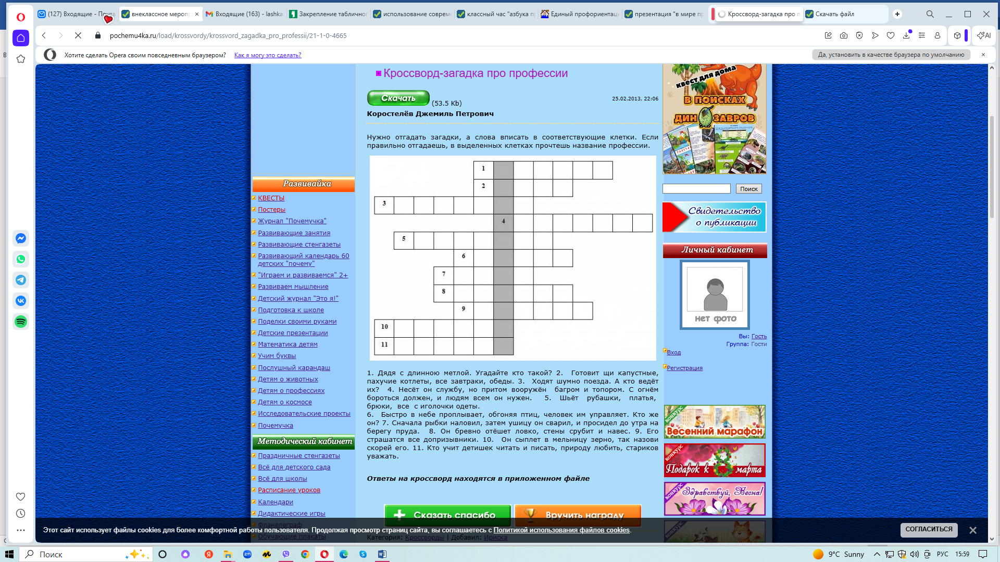 (127) Входящие - Почта
внеклассное меропр
Входящие (163) - lashka
Закрепление табличног
использование совреме
классный час "азбука пр
Единый профориентаци
презентация "в мире пр
Кроссворд-загадка про п
Скачать файл
pochemu4ka.ru/load/krossvordy/krossvord_zagadka_pro_professii/21-1-0-4665
AI
Хотите сделать Opera своим повседневным браузером? Как я могу это сделать?
Да, установить в качестве браузера по умолчанию
Кроссворд-загадка про профессии
Скачать (53.5 Kb)
25.02.2013, 22:06
Коростелёв Джемиль Петрович
Нужно отгадать загадки, а слова вписать в соответствующие клетки. Если
правильно отгадаешь, в выделенных клетках прочтешь название профессии.
1
2
3
4
5
6
7
8
9
10
11
1. Дядя с длинною метлой. Угадайте кто такой? 2. Готовит щи капустные,
пахучие котлеты, все завтраки, обеды. 3. Ходят шумно поезда. А кто ведёт
их? 4. Несёт он службу, но притом вооружён багром и топором. С огнём
бороться должен, и людям всем он нужен. 5. Шьёт рубашки, платья,
брюки, все с иголочки одеты.
6. Быстро в небе проплывает, обгоняя птиц, человек им управляет. Кто же
он? 7. Сначала рыбки наловил, затем ушицу он сварил, и просидел до утра на
берегу пруда. 8. Он бревно отёшет ловко, стены срубит и навес. 9. Его
страшатся все допризывники. 10. Он сыплет в мельницу зерно, так назови
скорей его. 11. Кто учит детишек читать и писать, природу любить, стариков
уважать.
Ответы на кроссворд находятся в приложенном файле
Сказать спасибо
Вручить награду
Категория: Кроссворды | Добавил: Ириска
Развивайка
КВЕСТЫ
Постеры
Журнал "Почемучка"
Развивающие занятия
Развивающие стенгазеты
Развивающий календарь 60
детских "почему"
"Играем и развиваемся" 2+
Развиваем мышление
Детский журнал "Это я!"
Подготовка к школе
Поделки своими руками
Детские презентации
Математика детям
Учим буквы
Послушный карандаш
Детям о животных
Детям о профессиях
Детям о космосе
Исследовательские проекты
Почемучка
Методический кабинет
Праздничные стенгазеты
Всё для детского сада
Всё для школы
Расписание уроков
Календари
Дидактические игры
Фланелеграф
Обучающие плакаты
квест для дома
В ПОИСКАХ
ДИНОЗАВРОВ
Поиск
Свидетельство
о публикации
Личный кабинет
нет фото
Вы: Гость
Группа: Гости
Вход
Регистрация
конкурс
Весенний марафон
конкурс
Подарок к 8 марта
конкурс
Здравствуй, Весна!
конкурс
Этот сайт использует файлы cookies для более комфортной работы пользователя. Продолжая просмотр страниц сайта, вы соглашаетесь с Политикой использования файлов cookies.
СОГЛАСИТЬСЯ
Поиск
9°C Sunny
РУС
15:59